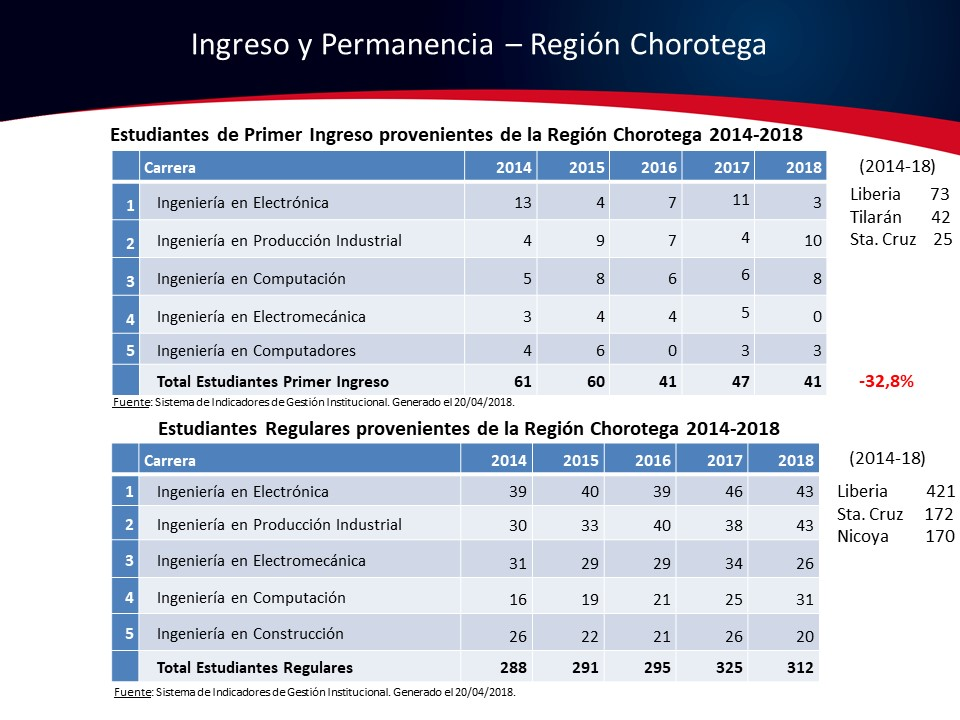 Ingreso y Permanencia – Región Chorotega
Estudiantes de Primer Ingreso provenientes de la Región Chorotega 2014-2018
Carrera 2014 2015 2016 2017 2018
1 Ingeniería en Electrónica 13 4 7 11 3
2 Ingeniería en Producción Industrial 4 9 7 4 10
3 Ingeniería en Computación 5 8 6 6 8
4 Ingeniería en Electromecánica 3 4 4 5 0
5 Ingeniería en Computadores 4 6 0 3 3
Total Estudiantes Primer Ingreso 61 60 41 47 41
(2014-18)
Liberia 73
Tilarán 42
Sta. Cruz 25
-32,8%
Fuente: Sistema de Indicadores de Gestión Institucional. Generado el 20/04/2018.
Estudiantes Regulares provenientes de la Región Chorotega 2014-2018
Carrera 2014 2015 2016 2017 2018
1 Ingeniería en Electrónica 39 40 39 46 43
2 Ingeniería en Producción Industrial 30 33 40 38 43
3 Ingeniería en Electromecánica 31 29 29 34 26
4 Ingeniería en Computación 16 19 21 25 31
5 Ingeniería en Construcción 26 22 21 26 20
Total Estudiantes Regulares 288 291 295 325 312
(2014-18)
Liberia 421
Sta. Cruz 172
Nicoya 170
Fuente: Sistema de Indicadores de Gestión Institucional. Generado el 20/04/2018.